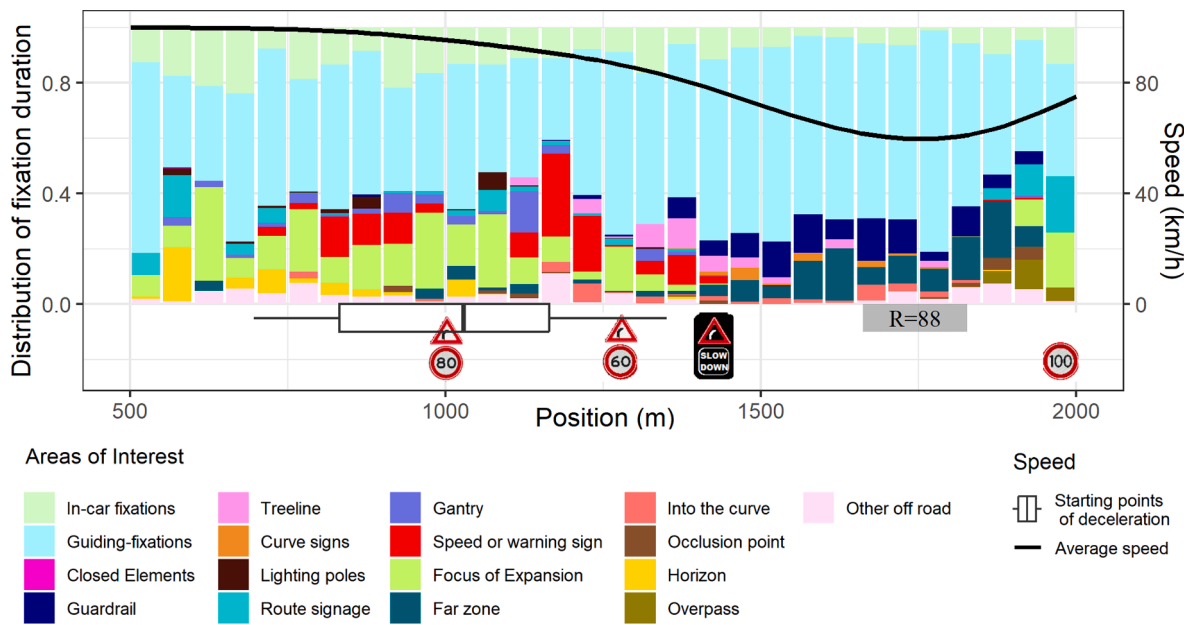 Distribution of fixation duration
0.8
0.4
0.0
80
40
0
Speed (km/h)
R=88
80
60
SLOW
DOWN
100
500
1000
1500
2000
Position (m)
Areas of Interest
In-car fixations
Guiding-fixations
Closed Elements
Guardrail
Treeline
Curve signs
Lighting poles
Route signage
Gantry
Speed or warning sign
Focus of Expansion
Far zone
Into the curve
Occlusion point
Horizon
Overpass
Other off road
Speed
Starting points
of deceleration
Average speed